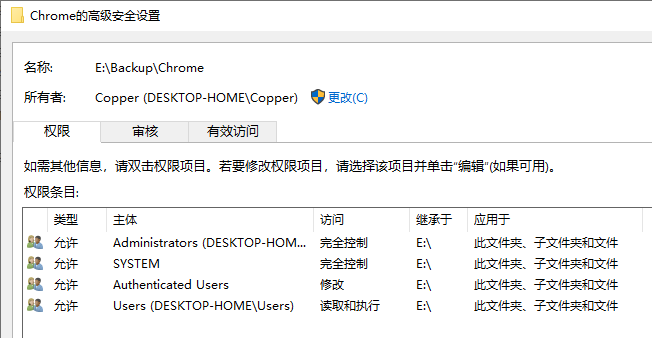 Chrome的高级安全设置
名称: E:\Backup\Chrome
所有者: Copper (DESKTOP-HOME\Copper) 更改(C)
权限 审核 有效访问
如需其他信息，请双击权限项目。若要修改权限项目，请选择该项目并单击“编辑”(如果可用)。
权限条目:
类型 主体 访问 继承于 应用于
允许 Administrators (DESKTOP-HOM... 完全控制 E:\ 此文件夹、子文件夹和文件
允许 SYSTEM 完全控制 E:\ 此文件夹、子文件夹和文件
允许 Authenticated Users 修改 E:\ 此文件夹、子文件夹和文件
允许 Users (DESKTOP-HOME\Users) 读取和执行 E:\ 此文件夹、子文件夹和文件